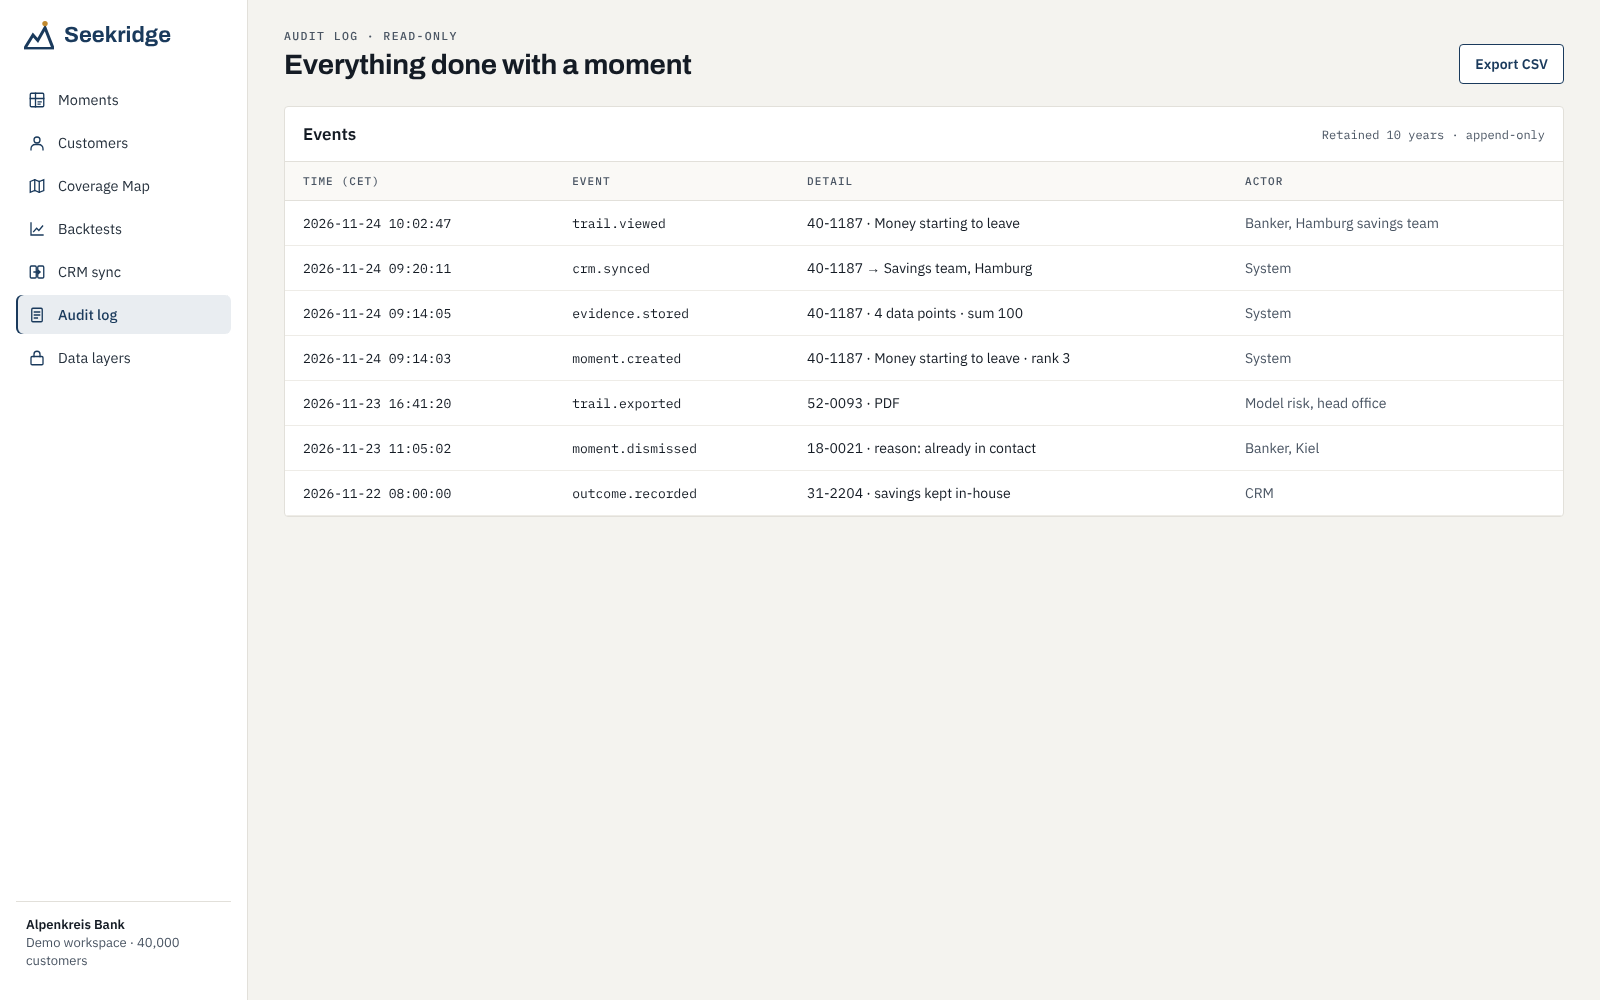 Seekridge
Moments
Customers
Coverage Map
Backtests
CRM sync
Audit log
Data layers
Alpenkreis Bank
Demo workspace · 40,000
customers
AUDIT LOG · READ-ONLY
Everything done with a moment
Export CSV
Events
Retained 10 years · append-only
TIME (CET) EVENT DETAIL ACTOR
2026-11-24 10:02:47 trail.viewed 40-1187 · Money starting to leave Banker, Hamburg savings team
2026-11-24 09:20:11 crm.synced 40-1187 → Savings team, Hamburg System
2026-11-24 09:14:05 evidence.stored 40-1187 · 4 data points · sum 100 System
2026-11-24 09:14:03 moment.created 40-1187 · Money starting to leave · rank 3 System
2026-11-23 16:41:20 trail.exported 52-0093 · PDF Model risk, head office
2026-11-23 11:05:02 moment.dismissed 18-0021 · reason: already in contact Banker, Kiel
2026-11-22 08:00:00 outcome.recorded 31-2204 · savings kept in-house CRM